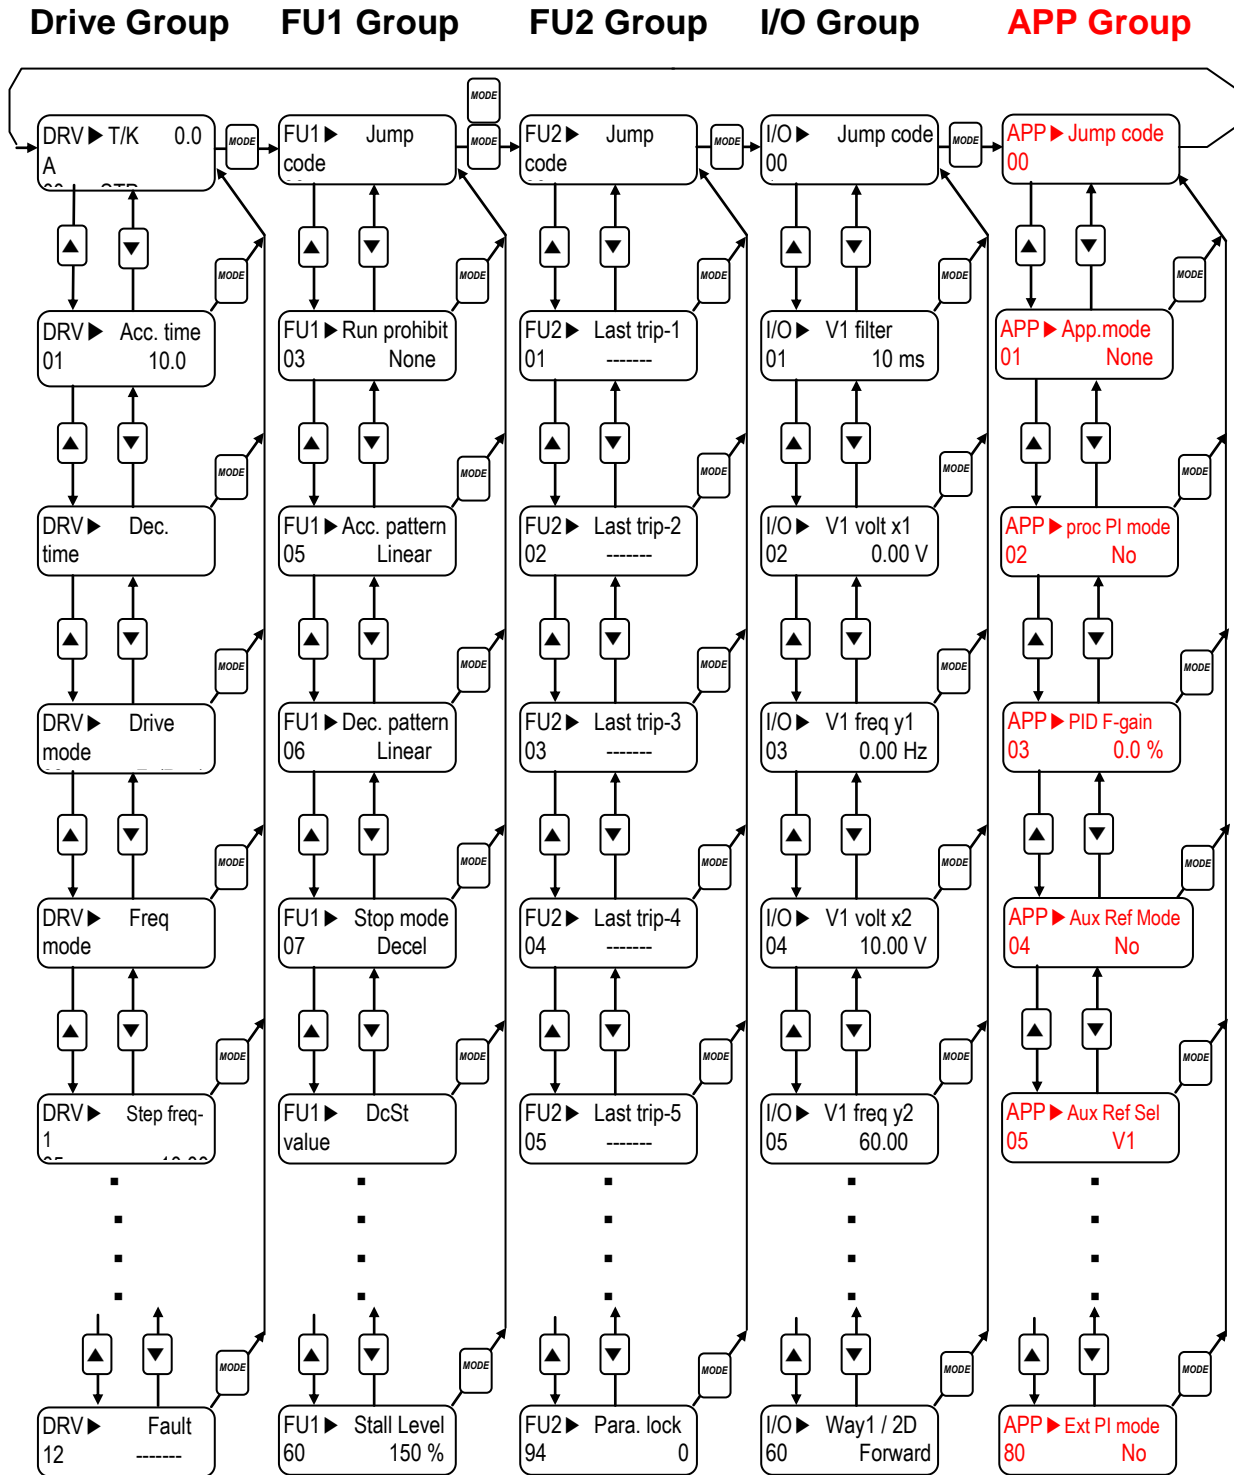 Drive Group FU1 Group FU2 Group I/O Group APP Group
MODE
DRV▶ T/K 0.0
A
MODE
FU1▶ Jump
code
MODE
FU2▶ Jump
code
MODE
I/O▶ Jump code
00
MODE
APP▶ Jump code
00
▲ ▼ ▲ ▼ ▲ ▼ ▲ ▼ ▲ ▼
MODE MODE MODE MODE MODE
DRV▶ Acc. time
01 10.0
FU1▶ Run prohibit
03 None
FU2▶ Last trip-1
01 -------
I/O▶ V1 filter
01 10 ms
APP▶ App.mode
01 None
▲ ▼ ▲ ▼ ▲ ▼ ▲ ▼ ▲ ▼
MODE MODE MODE MODE MODE
DRV▶ Dec.
time
FU1▶ Acc. pattern
05 Linear
FU2▶ Last trip-2
02 -------
I/O▶ V1 volt x1
02 0.00 V
APP▶ proc PI mode
02 No
▲ ▼ ▲ ▼ ▲ ▼ ▲ ▼ ▲ ▼
MODE MODE MODE MODE MODE
DRV▶ Drive
mode
FU1▶ Dec. pattern
06 Linear
FU2▶ Last trip-3
03 -------
I/O▶ V1 freq y1
03 0.00 Hz
APP▶ PID F-gain
03 0.0 %
▲ ▼ ▲ ▼ ▲ ▼ ▲ ▼ ▲ ▼
MODE MODE MODE MODE MODE
DRV▶ Freq
mode
FU1▶ Stop mode
07 Decel
FU2▶ Last trip-4
04 -------
I/O▶ V1 volt x2
04 10.00 V
APP▶ Aux Ref Mode
04 No
▲ ▼ ▲ ▼ ▲ ▼ ▲ ▼ ▲ ▼
MODE MODE MODE MODE MODE
DRV▶ Step freq-
1
FU1▶ DcSt
value
FU2▶ Last trip-5
05 -------
I/O▶ V1 freq y2
05 60.00
APP▶ Aux Ref Sel
05 V1
▲ ▼ ▲ ▼ ▲ ▼ ▲ ▼ ▲ ▼
MODE MODE MODE MODE MODE
DRV▶ Fault
12 -------
FU1▶ Stall Level
60 150 %
FU2▶ Para. lock
94 0
I/O▶ Way1 / 2D
60 Forward
APP▶ Ext PI mode
80 No